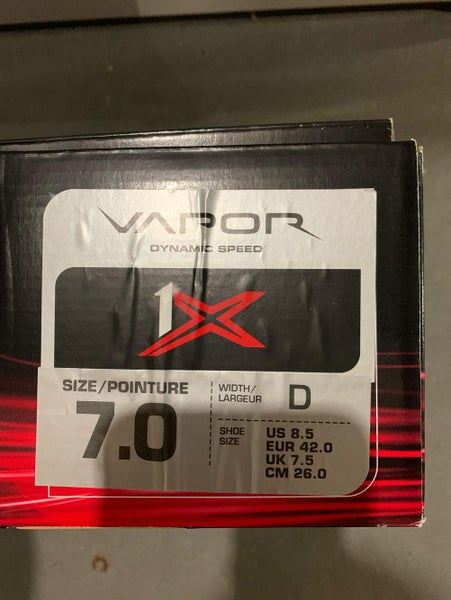 VAPOR
DYNAMIC SPEED
1X
SIZE/POINTURE
7.0
WIDTH/
LARGEUR
D
SHOE
SIZE
US 8.5
EUR 42.0
UK 7.5
CM 26.0